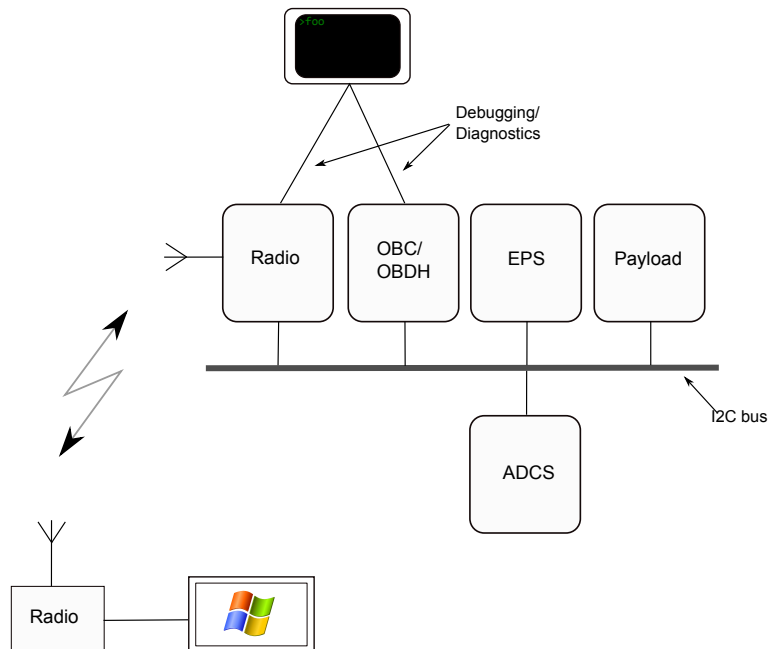 >foo
Debugging/
Diagnostics
Radio
OBC/
OBDH
EPS
Payload
I2C bus
ADCS
Radio